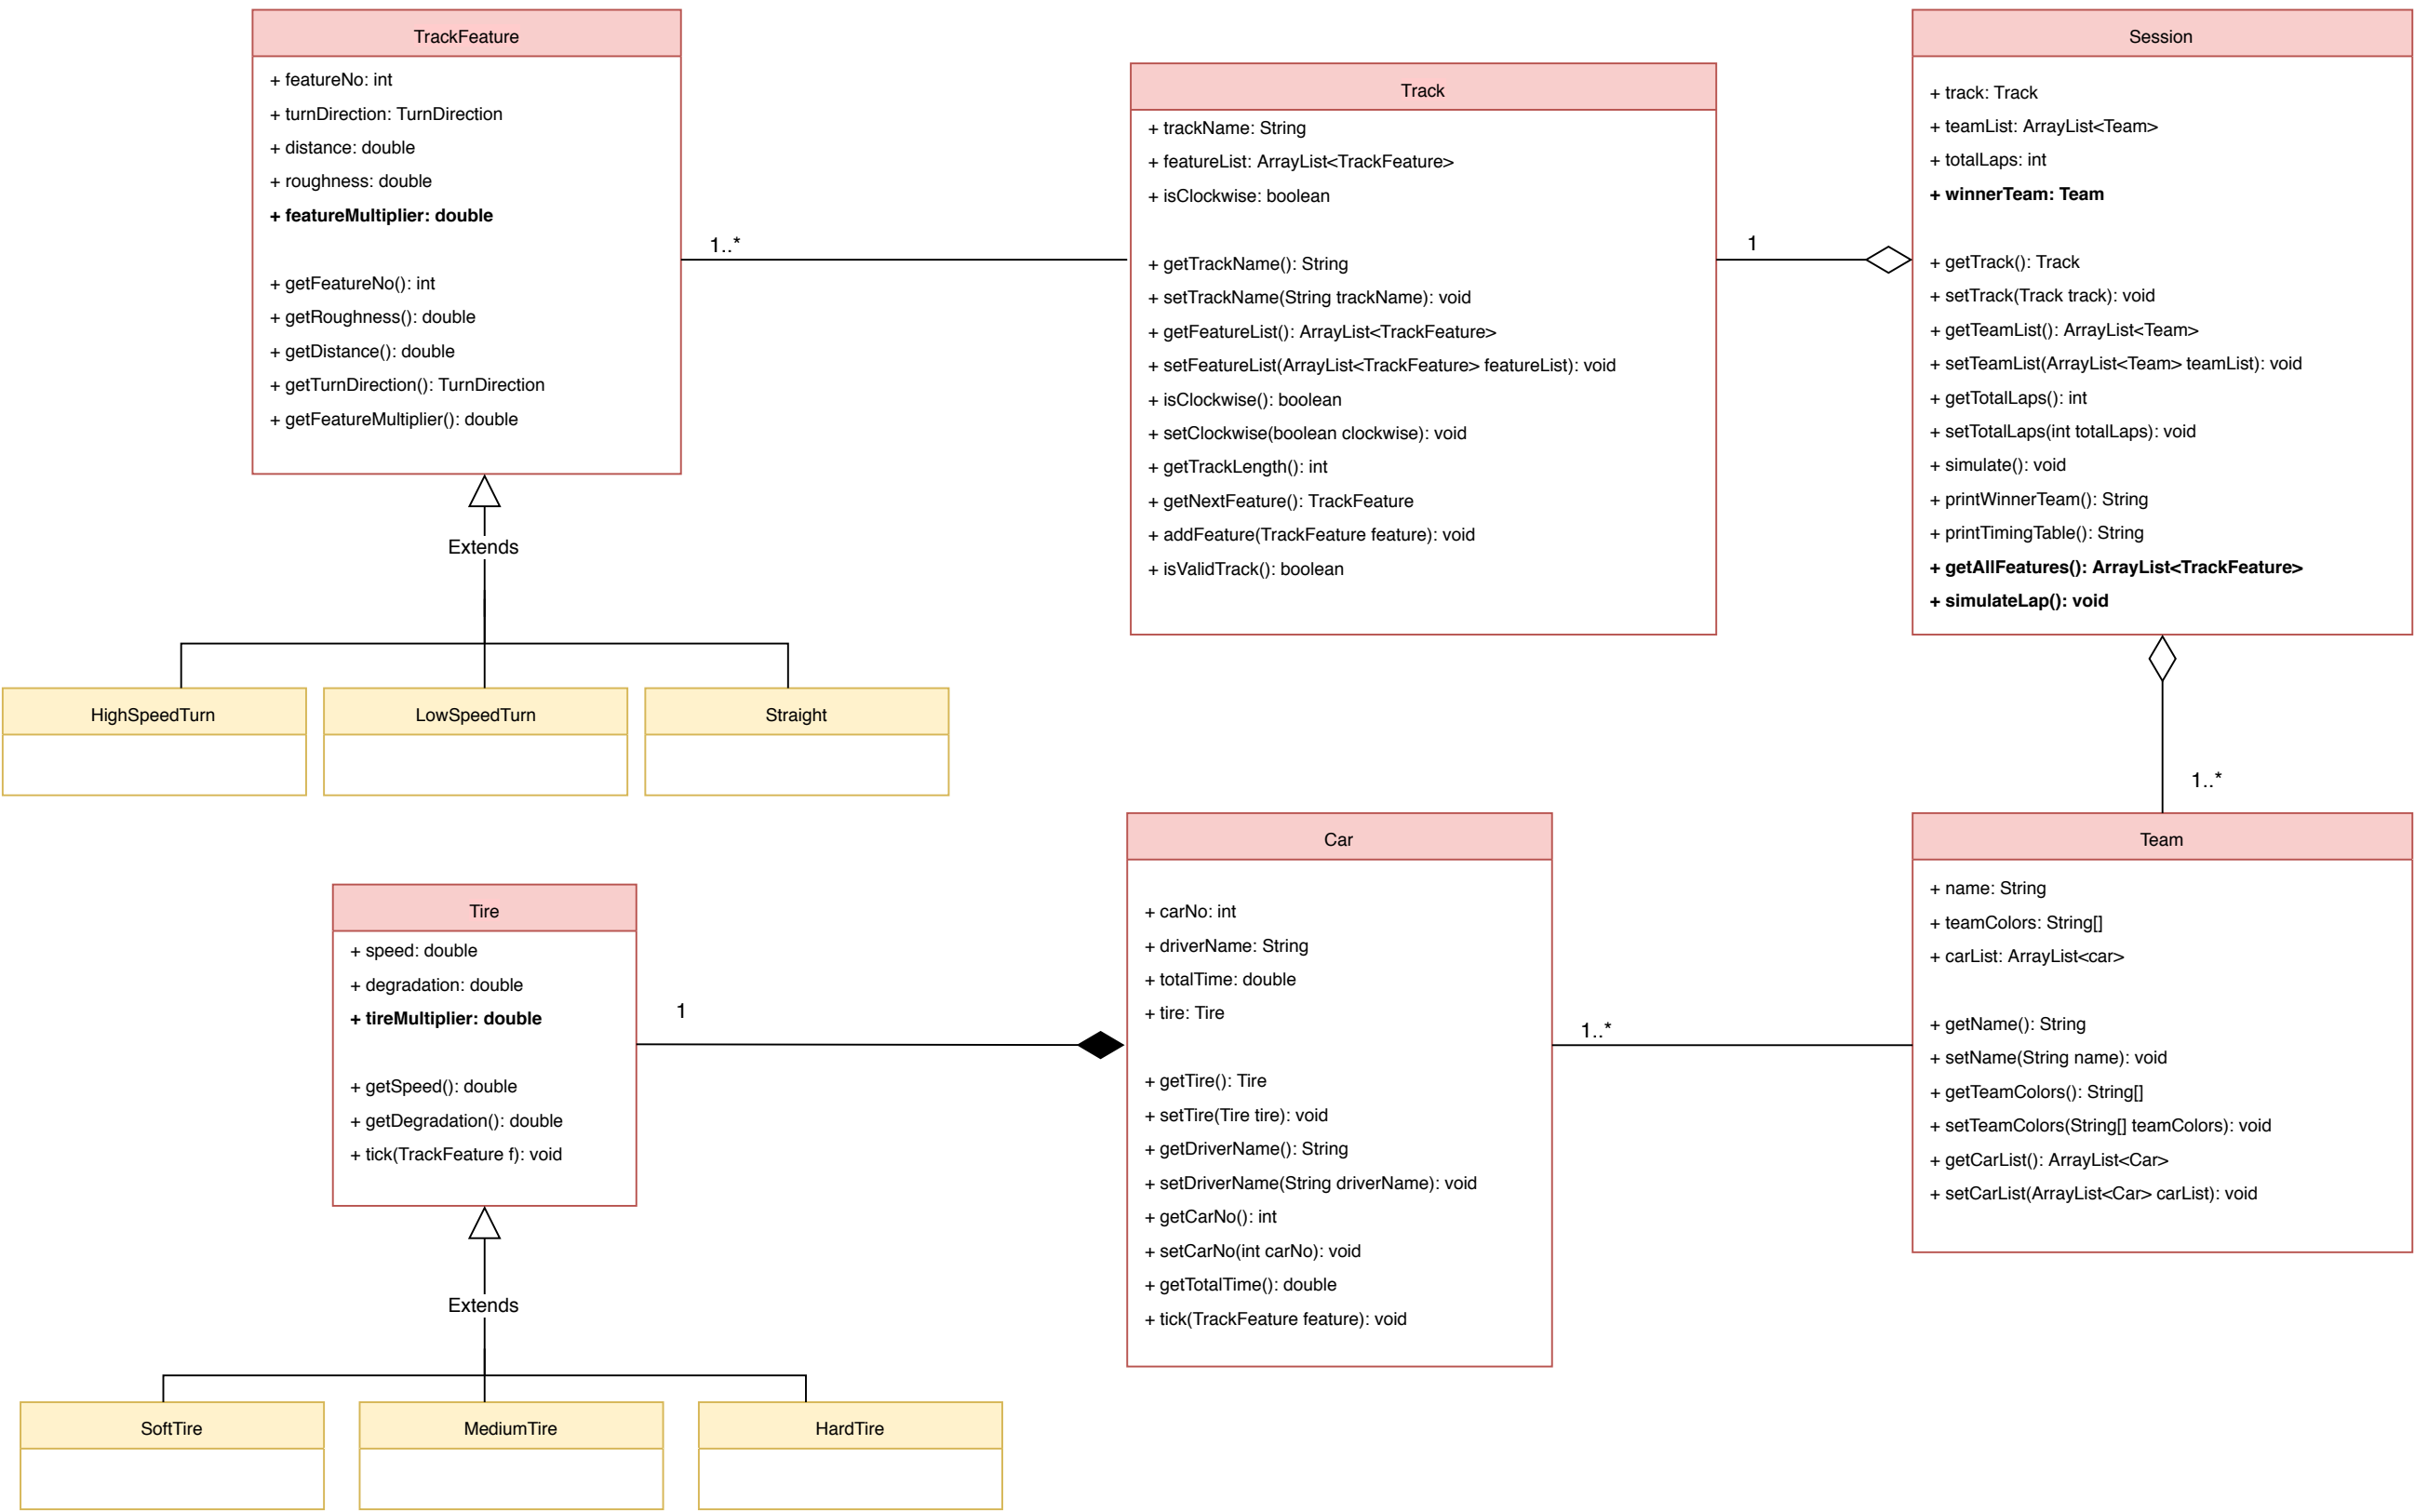 TrackFeature
+ featureNo: int
+ turnDirection: TurnDirection
+ distance: double
+ roughness: double
+ featureMultiplier: double
+ getFeatureNo(): int
+ getRoughness(): double
+ getDistance(): double
+ getTurnDirection(): TurnDirection
+ getFeatureMultiplier(): double
1..*
Track
+ trackName: String
+ featureList: ArrayList<TrackFeature>
+ isClockwise: boolean
+ getTrackName(): String
+ setTrackName(String trackName): void
+ getFeatureList(): ArrayList<TrackFeature>
+ setFeatureList(ArrayList<TrackFeature> featureList): void
+ isClockwise(): boolean
+ setClockwise(boolean clockwise): void
+ getTrackLength(): int
+ getNextFeature(): TrackFeature
+ addFeature(TrackFeature feature): void
+ isValidTrack(): boolean
1
Session
+ track: Track
+ teamList: ArrayList<Team>
+ totalLaps: int
+ winnerTeam: Team
+ getTrack(): Track
+ setTrack(Track track): void
+ getTeamList(): ArrayList<Team>
+ setTeamList(ArrayList<Team> teamList): void
+ getTotalLaps(): int
+ setTotalLaps(int totalLaps): void
+ simulate(): void
+ printWinnerTeam(): String
+ printTimingTable(): String
+ getAllFeatures(): ArrayList<TrackFeature>
+ simulateLap(): void
Extends
HighSpeedTurn
LowSpeedTurn
Straight
1..*
Tire
+ speed: double
+ degradation: double
+ tireMultiplier: double
+ getSpeed(): double
+ getDegradation(): double
+ tick(TrackFeature f): void
1
Car
+ carNo: int
+ driverName: String
+ totalTime: double
+ tire: Tire
+ getTire(): Tire
+ setTire(Tire tire): void
+ getDriverName(): String
+ setDriverName(String driverName): void
+ getCarNo(): int
+ setCarNo(int carNo): void
+ getTotalTime(): double
+ tick(TrackFeature feature): void
1..*
Team
+ name: String
+ teamColors: String[]
+ carList: ArrayList<car>
+ getName(): String
+ setName(String name): void
+ getTeamColors(): String[]
+ setTeamColors(String[] teamColors): void
+ getCarList(): ArrayList<Car>
+ setCarList(ArrayList<Car> carList): void
Extends
SoftTire
MediumTire
HardTire